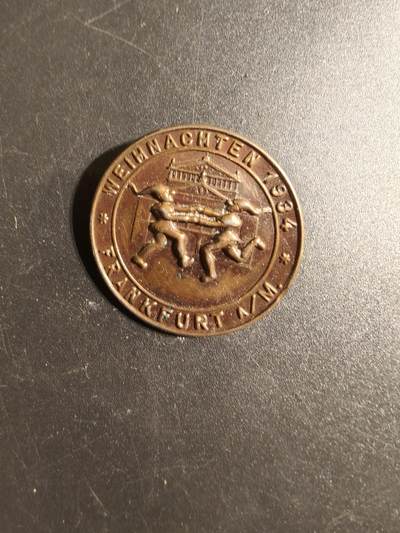 WEIHNACHTEN 1934
* FRANKFURT A/M. *